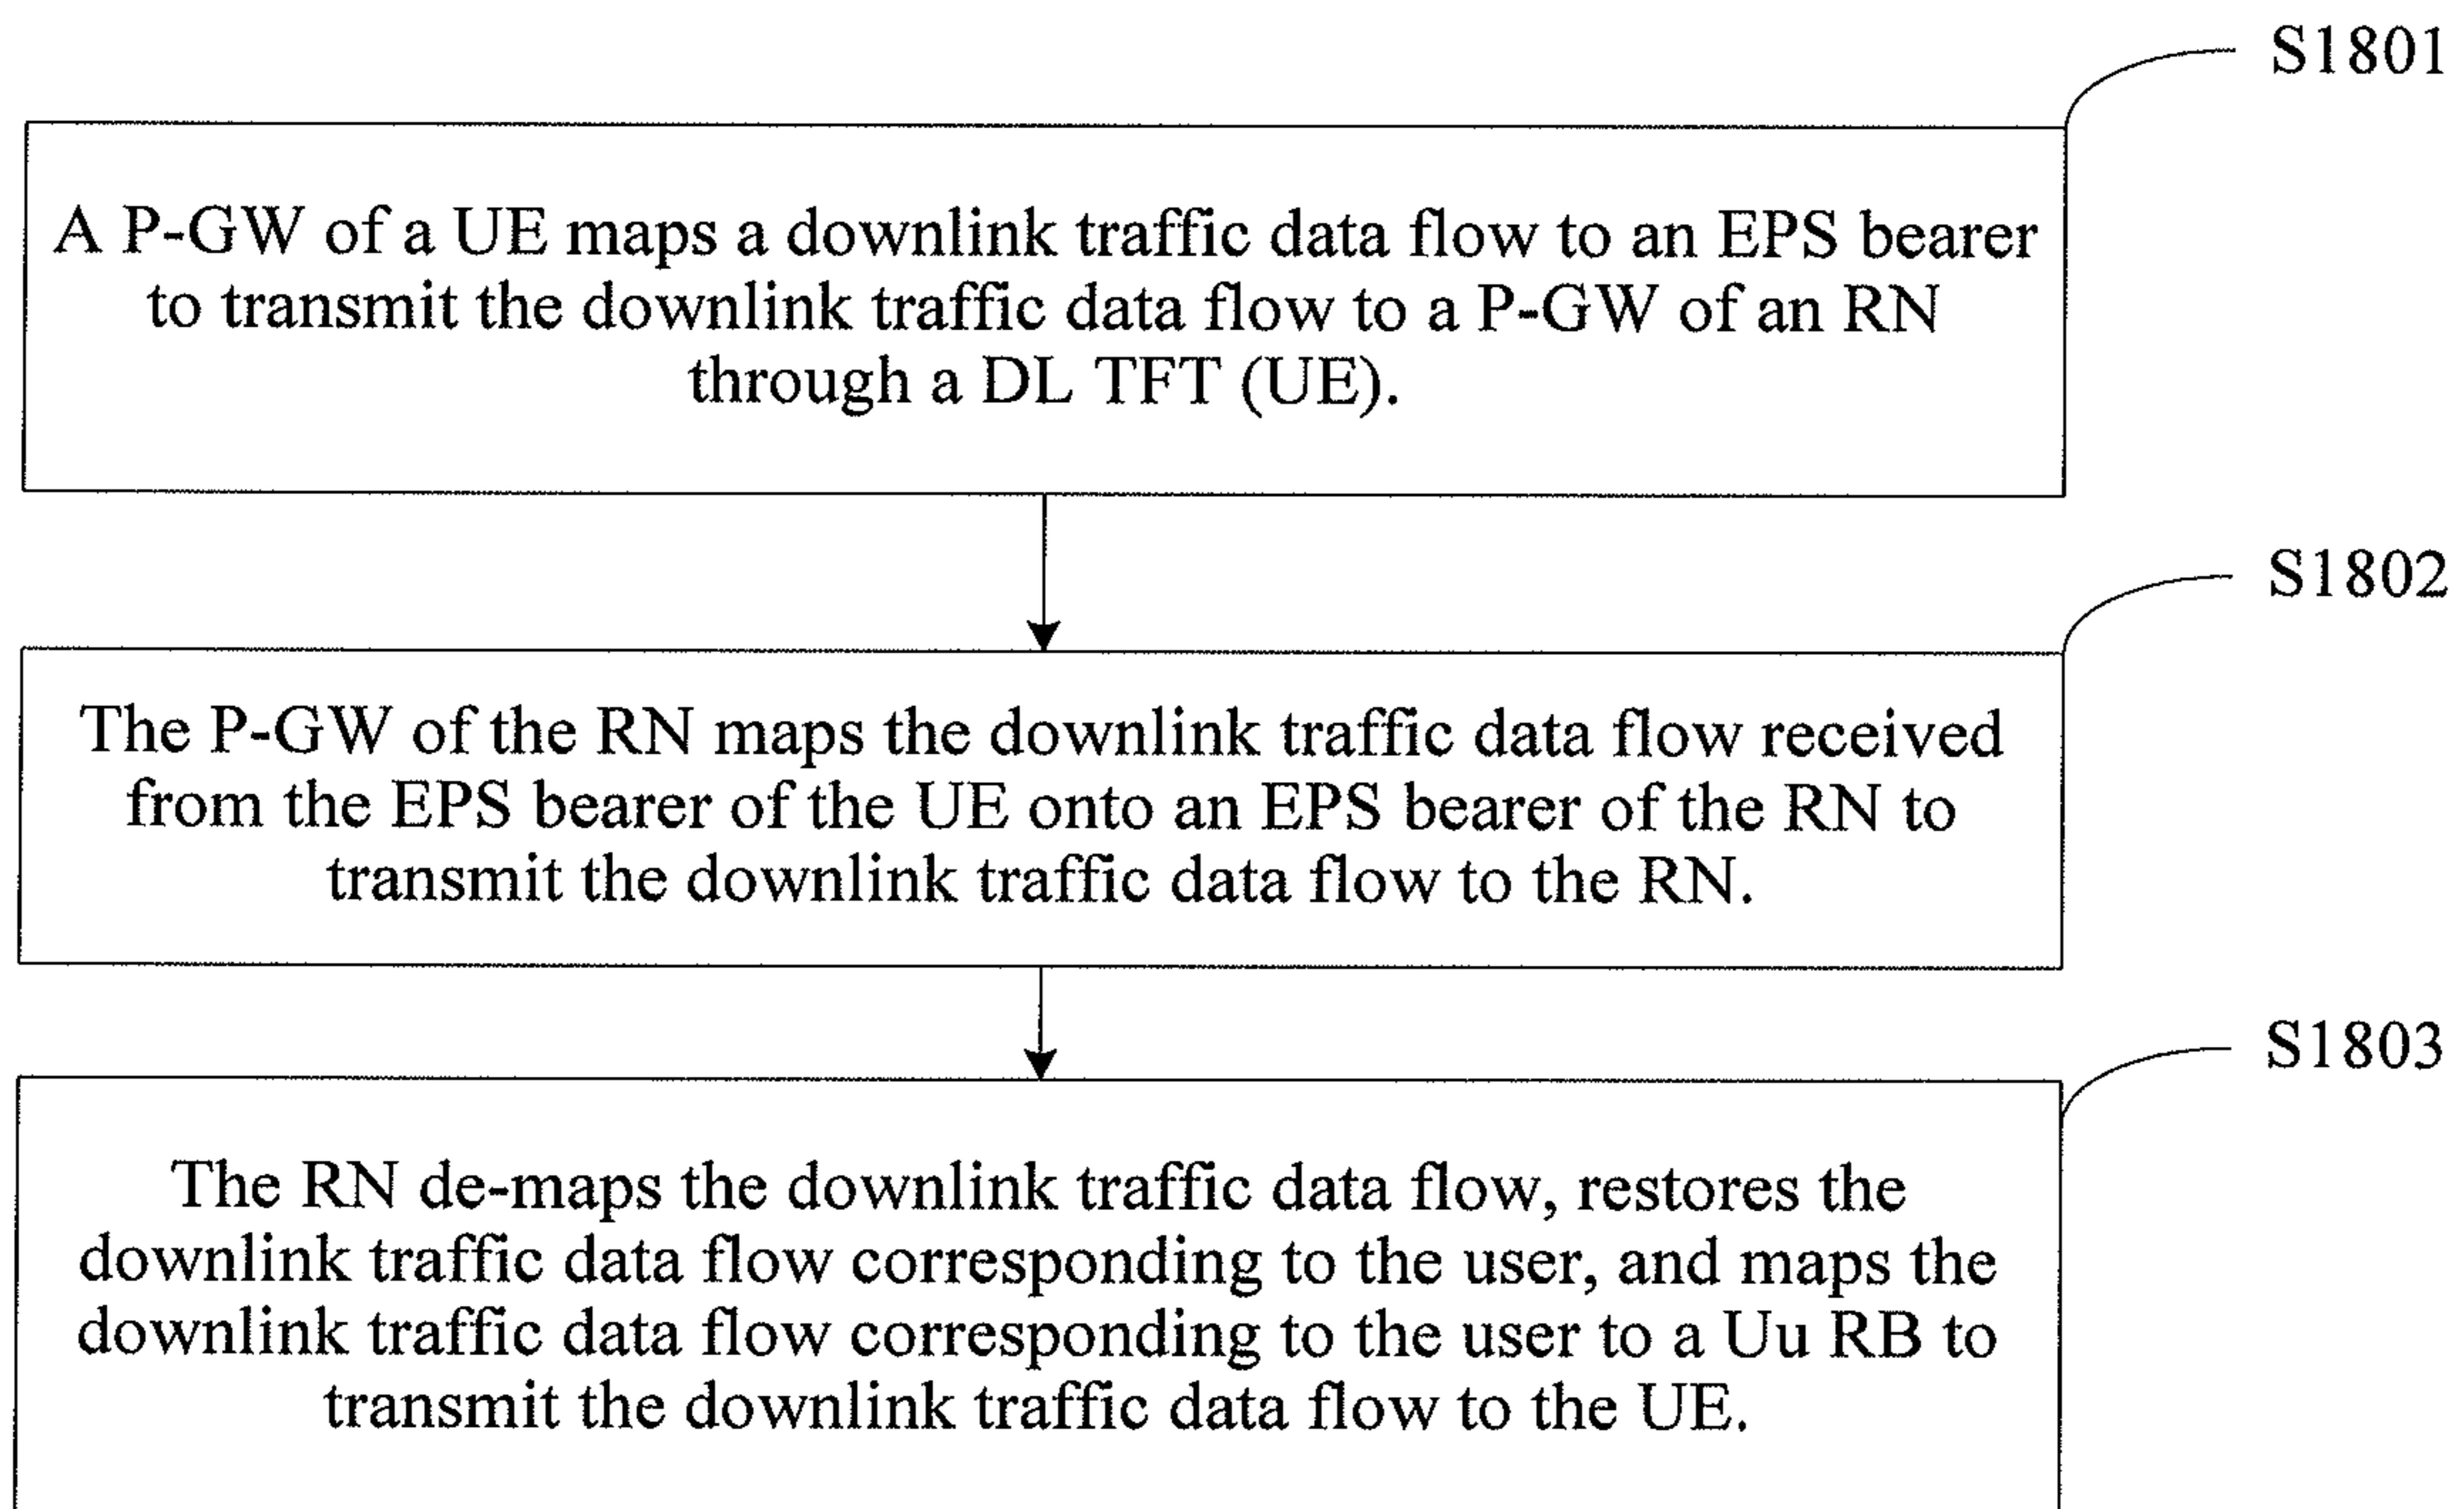 S1801
A P-GW of a UE maps a downlink traffic data flow to an EPS bearer
to transmit the downlink traffic data flow to a P-GW of an RN
through a DL TFT (UE).
S1802
The P-GW of the RN maps the downlink traffic data flow received
from the EPS bearer of the UE onto an EPS bearer of the RN to
transmit the downlink traffic data flow to the RN.
S1803
The RN de-maps the downlink traffic data flow, restores the
downlink traffic data flow corresponding to the user, and maps the
downlink traffic data flow corresponding to the user to a Uu RB to
transmit the downlink traffic data flow to the UE.